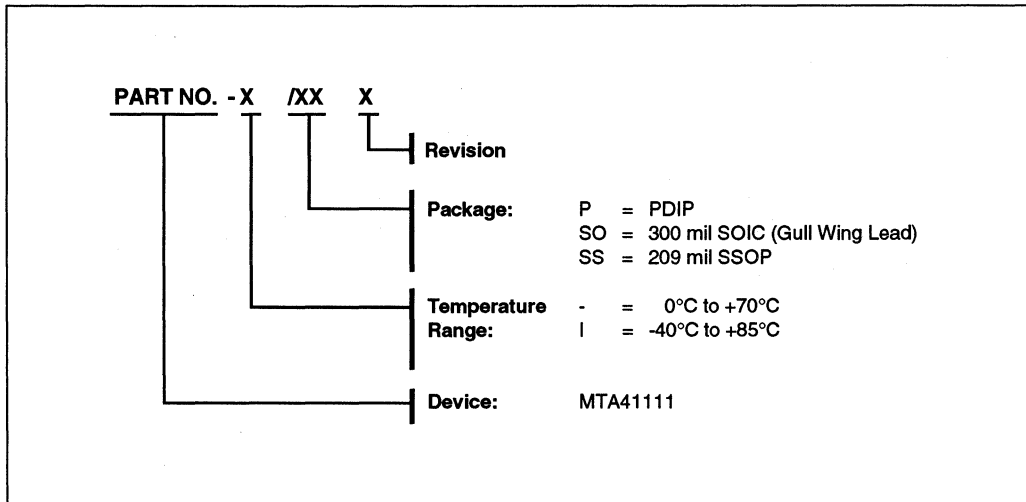 PART NO. - X /XX X
Revision
Package: P = PDIP
SO = 300 mil SOIC (Gull Wing Lead)
SS = 209 mil SSOP
Temperature - = 0°C to +70°C
Range: I = -40°C to +85°C
Device: MTA41111